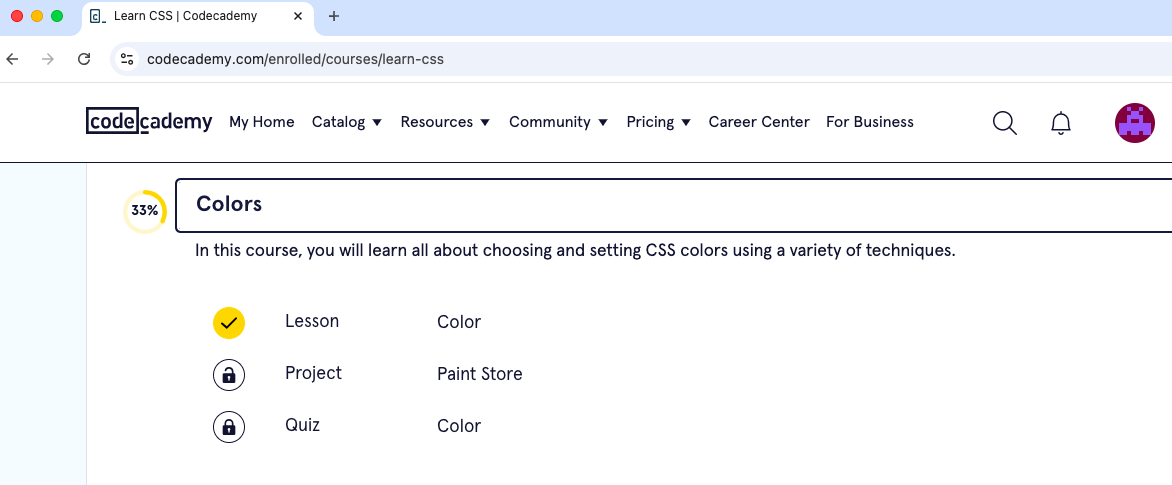 Learn CSS | Codecademy
codecademy.com/enrolled/courses/learn-css
codecademy My Home Catalog Resources Community Pricing Career Center For Business
33% Colors
In this course, you will learn all about choosing and setting CSS colors using a variety of techniques.
Lesson Color
Project Paint Store
Quiz Color